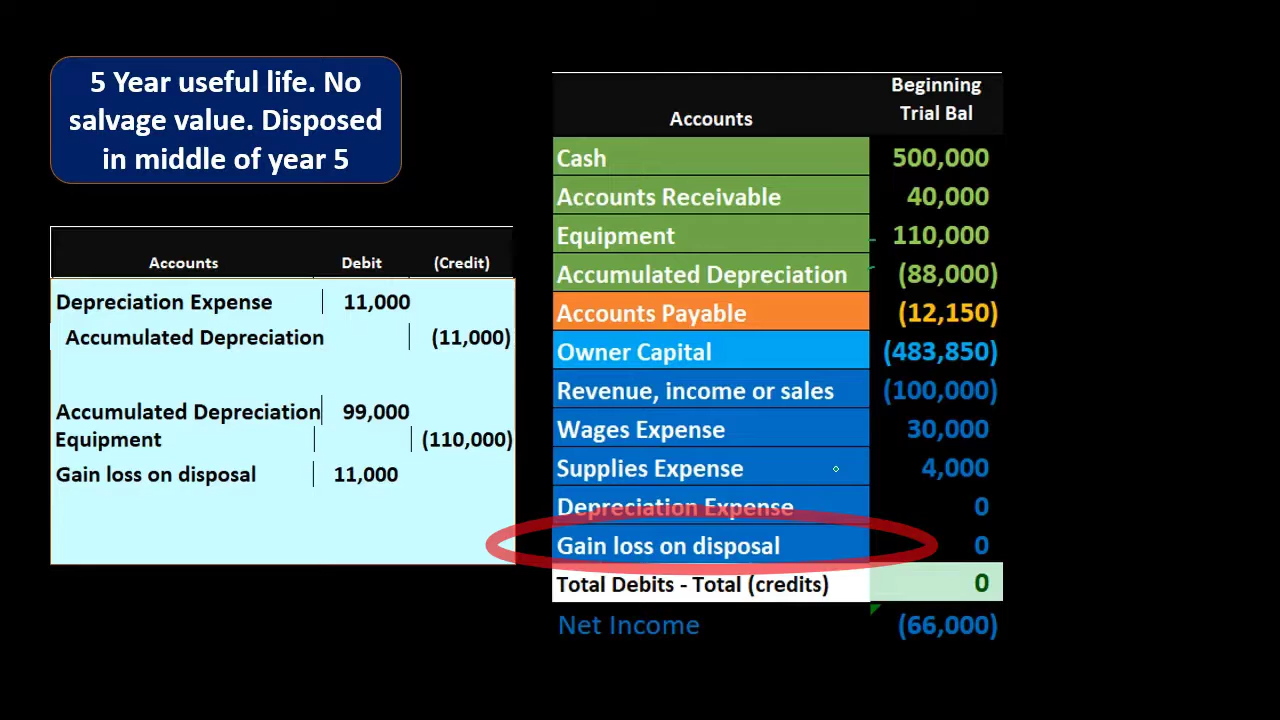 5 Year useful life. No
salvage value. Disposed
in middle of year 5
Accounts Debit (Credit)
Depreciation Expense 11,000
Accumulated Depreciation (11,000)
Accumulated Depreciation 99,000
Equipment (110,000)
Gain loss on disposal 11,000
Beginning
Accounts Trial Bal
Cash 500,000
Accounts Receivable 40,000
Equipment 110,000
Accumulated Depreciation (88,000)
Accounts Payable (12,150)
Owner Capital (483,850)
Revenue, income or sales (100,000)
Wages Expense 30,000
Supplies Expense 4,000
Depreciation Expense 0
Gain loss on disposal 0
Total Debits - Total (credits) 0
Net Income (66,000)